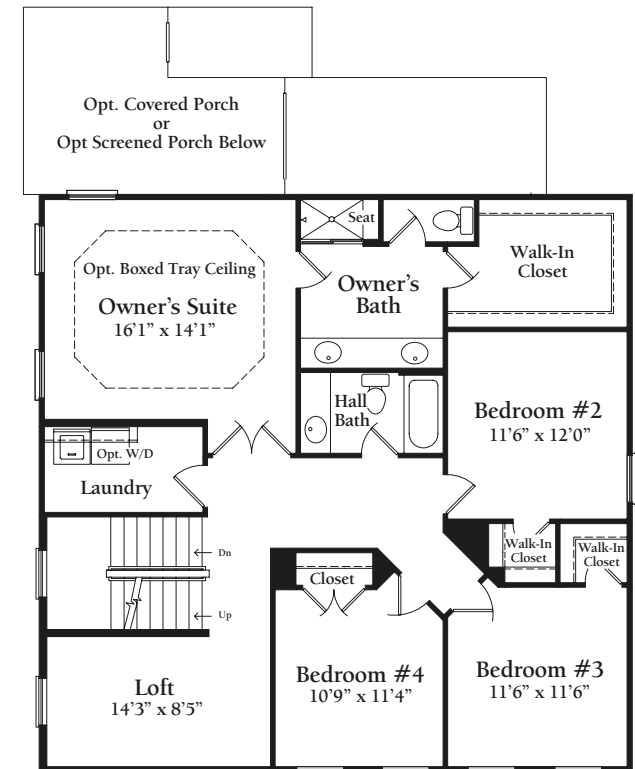 Opt. Covered Porch
or
Opt Screened Porch Below
Seat
Walk-In
Closet
Opt. Boxed Tray Ceiling
Owner's Suite
16'1" x 14'1"
Owner's
Bath
Hall
Bath
Bedroom #2
11'6" x 12'0"
Opt. W/D
Laundry
Walk-In
Closet
Walk-In
Closet
Dn
Closet
Up
Loft
14'3" x 8'5"
Bedroom #4
10'9" x 11'4"
Bedroom #3
11'6" x 11'6"